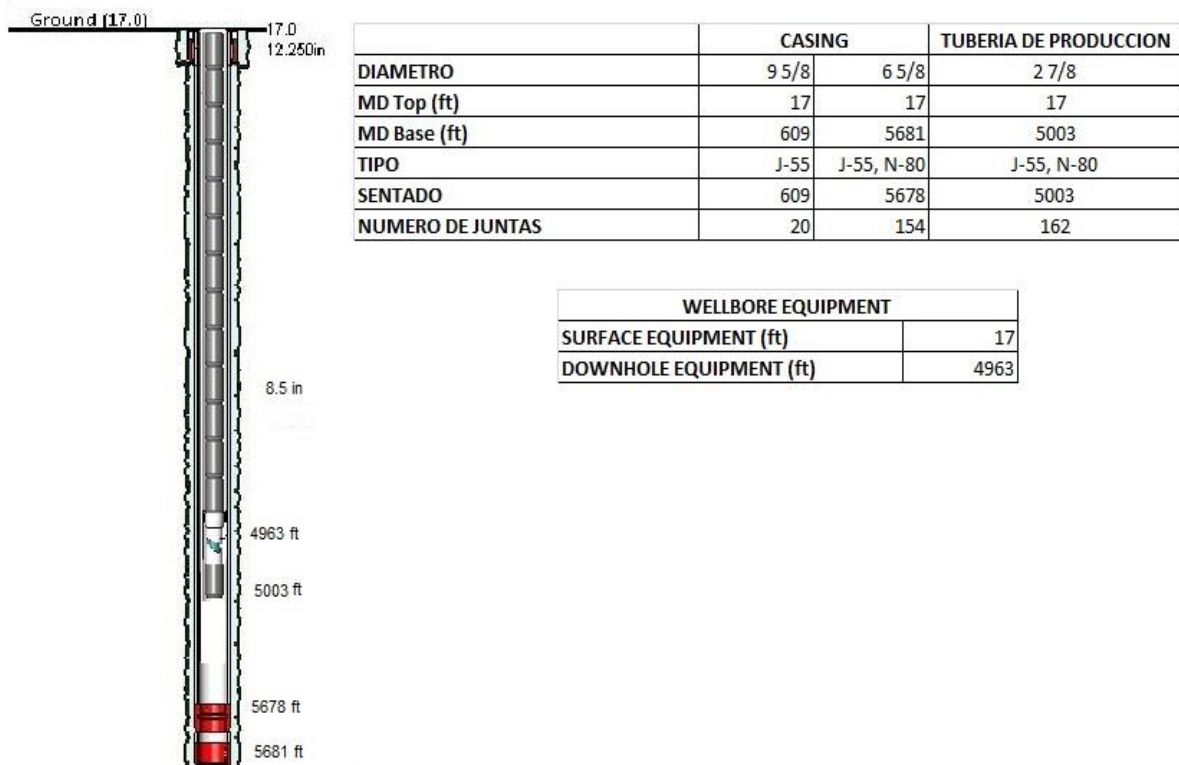 Ground (17.0)
17.0
12.250in
8.5 in
4963 ft
5003 ft
5678 ft
5681 ft
CASING TUBERIA DE PRODUCCION
DIAMETRO 9 5/8 6 5/8 2 7/8
MD Top (ft) 17 17 17
MD Base (ft) 609 5681 5003
TIPO J-55 J-55, N-80 J-55, N-80
SENTADO 609 5678 5003
NUMERO DE JUNTAS 20 154 162
WELLBORE EQUIPMENT
SURFACE EQUIPMENT (ft) 17
DOWNHOLE EQUIPMENT (ft) 4963